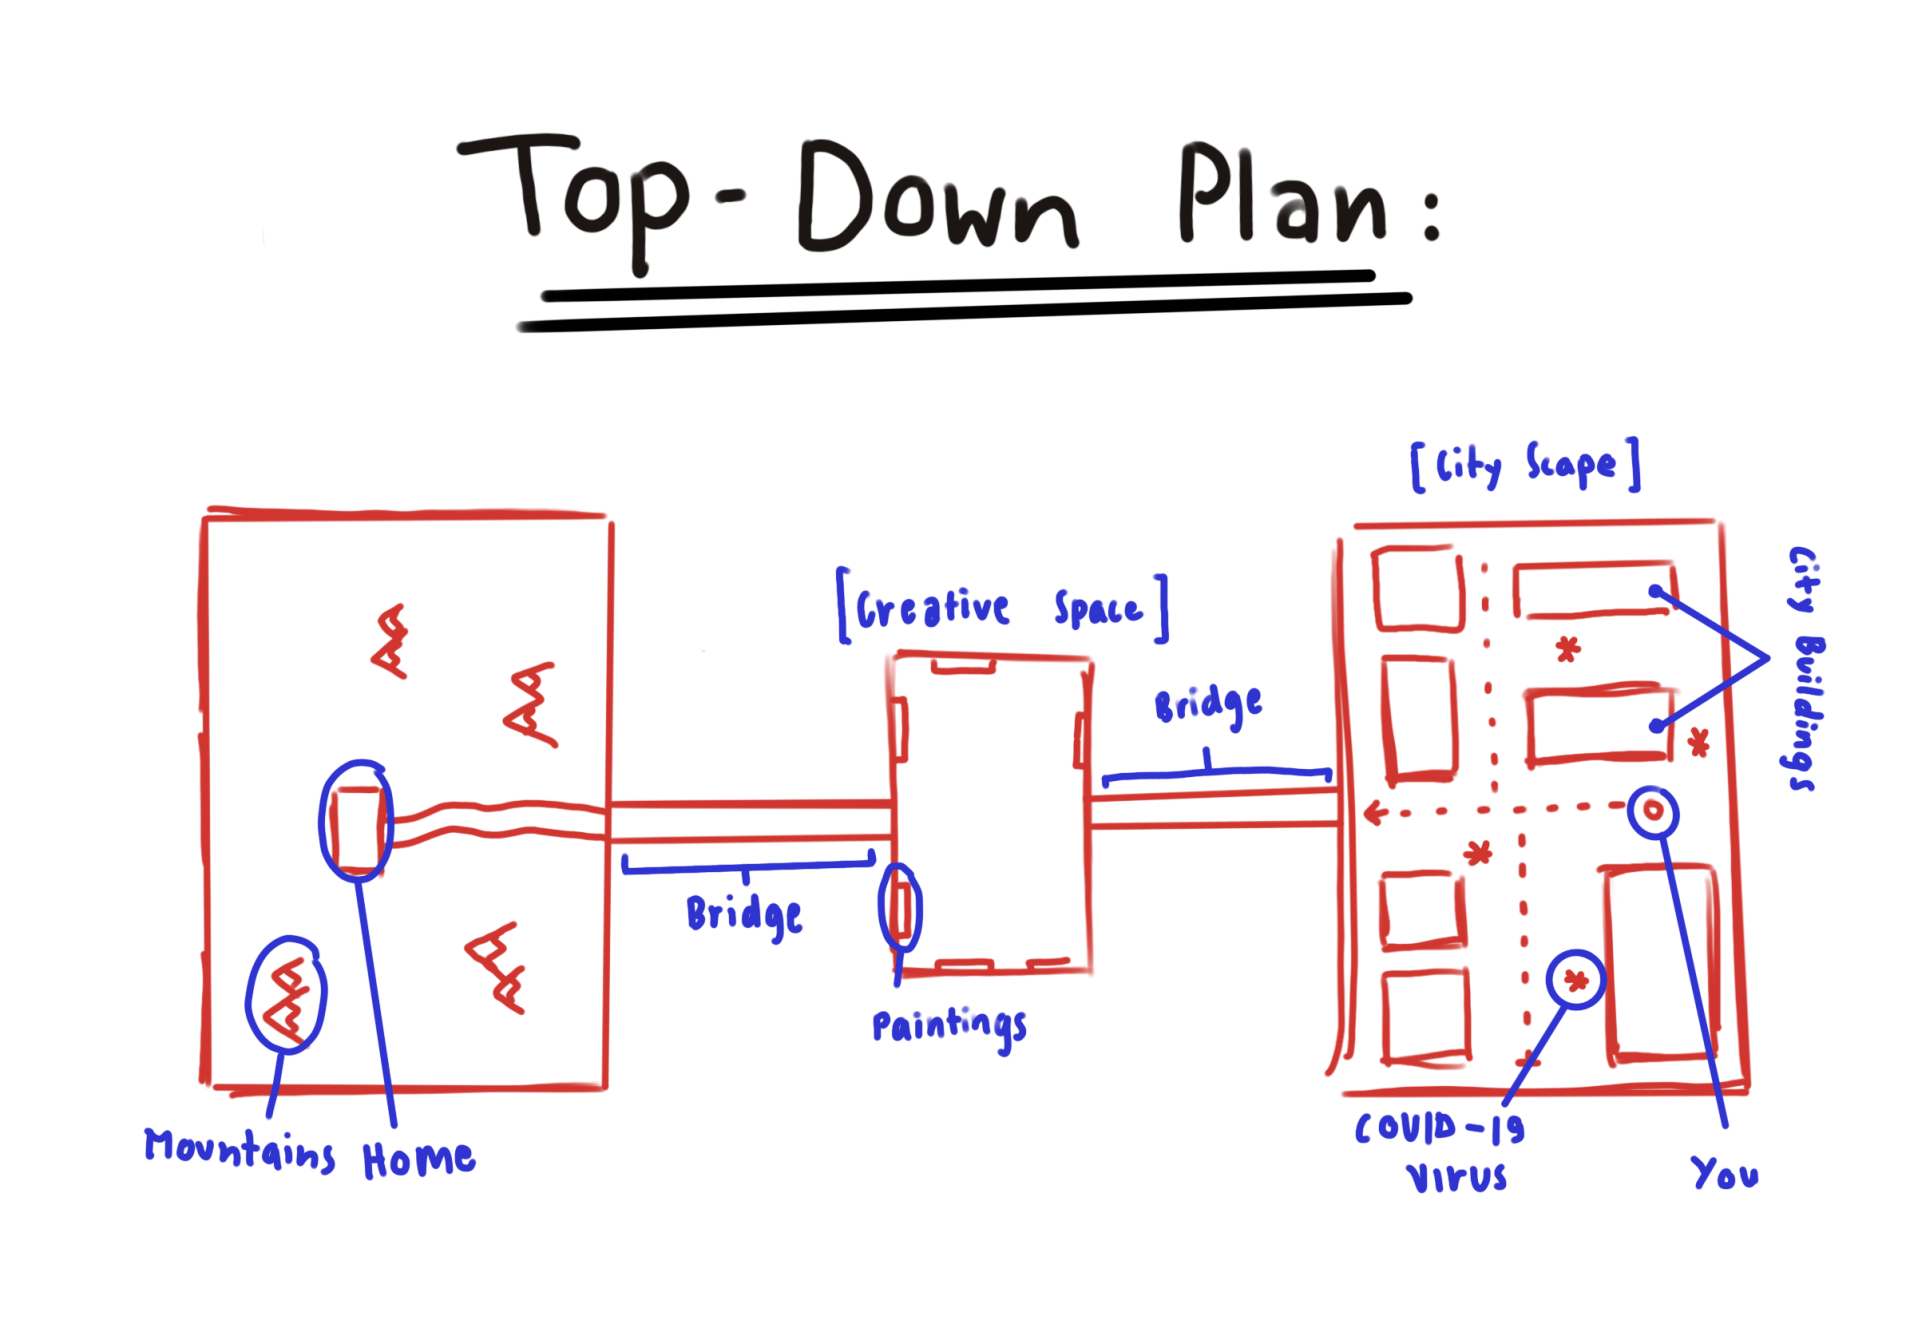 Top-Down Plan:
[City Scape]
[Creative Space]
City Buildings
Bridge
Bridge
Paintings
Mountains
Home
COVID-19
Virus
You